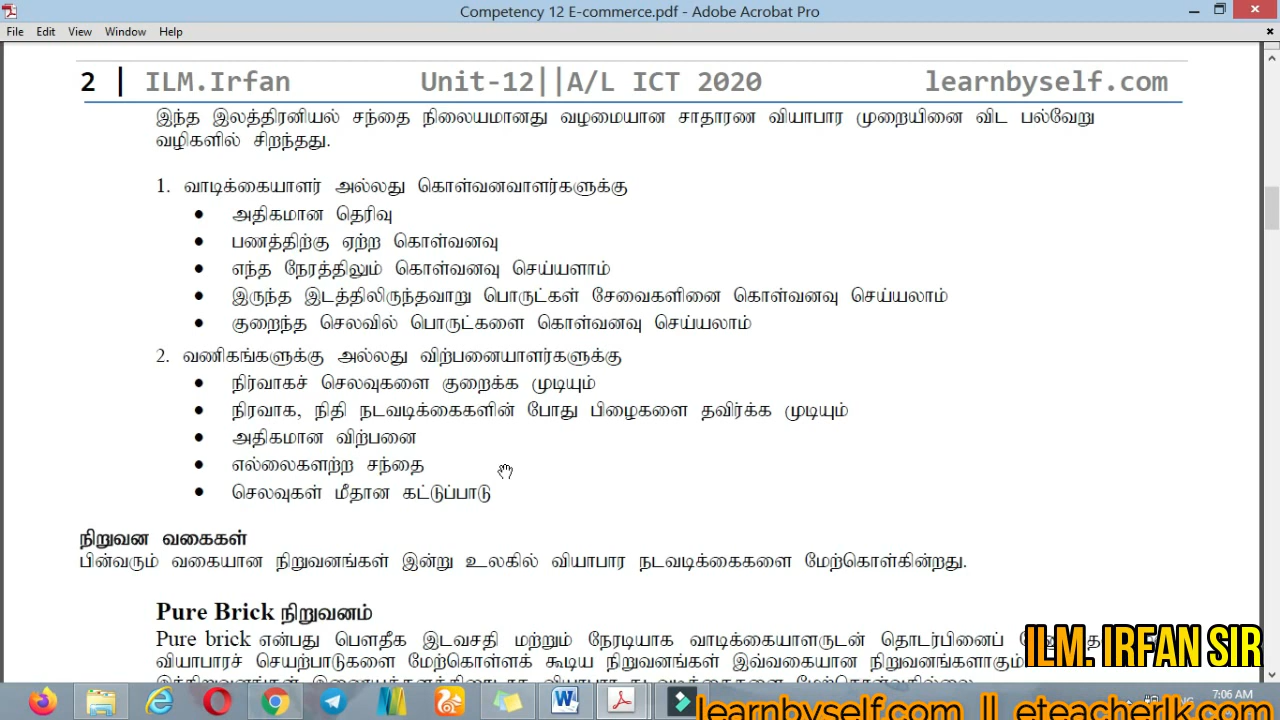 Competency 12 E-commerce.pdf - Adobe Acrobat Pro
File Edit View Window Help
2 | ILM.Irfan Unit-12||A/L ICT 2020 learnbyself.com
இந்த இலத்திரனியல் சந்தை நிலையமானது வழமையான சாதாரண வியாபார முறையினை விட பல்வேறு
வழிகளில் சிறந்தது.
1. வாடிக்கையாளர் அல்லது கொள்வனவாளர்களுக்கு
• அதிகமான தெரிவு
• பணத்திற்கு ஏற்ற கொள்வனவு
• எந்த நேரத்திலும் கொள்வனவு செய்யளாம்
• இருந்த இடத்திலிருந்தவாறு பொருட்கள் சேவைகளினை கொள்வனவு செய்யலாம்
• குறைந்த செலவில் பொருட்களை கொள்வனவு செய்யலாம்
2. வணிகங்களுக்கு அல்லது விற்பனையாளர்களுக்கு
• நிர்வாகச் செலவுகளை குறைக்க முடியும்
• நிரவாக, நிதி நடவடிக்கைகளின் போது பிழைகளை தவிர்க்க முடியும்
• அதிகமான விற்பனை
• எல்லைகளற்ற சந்தை
• செலவுகள் மீதான கட்டுப்பாடு
நிறுவன வகைகள்
பின்வரும் வகையான நிறுவனங்கள் இன்று உலகில் வியாபார நடவடிக்கைகளை மேற்கொள்கின்றது.
Pure Brick நிறுவனம்
Pure brick என்பது பௌதீக இடவசதி மற்றும் நேரடியாக வாடிக்கையாளருடன் தொடர்பினைப்
வியாபாரச் செயற்பாடுகளை மேற்கொள்ளக் கூடிய நிறுவனங்கள் இவ்வகையான நிறுவனங்களாகும்
ILM. IRFAN SIR
7:06 AM
learnbyself.com || eteacherlk.com